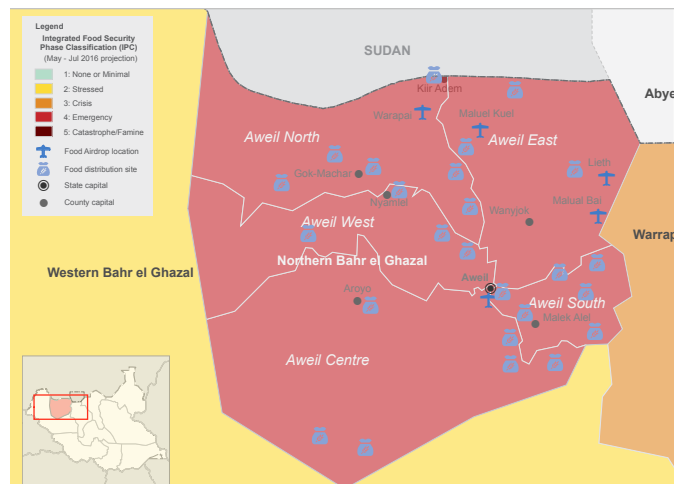 Legend
Integrated Food Security
Phase Classification (IPC)
(May - Jul 2016 projection)
1: None or Minimal
2: Stressed
3: Crisis
4: Emergency
5: Catastrophe/Famine
Food Airdrop location
Food distribution site
State capital
County capital
SUDAN
Abye
Kiir Adem
Warapai
Maluel Kuel
Aweil North
Aweil East
Lieth
Gok-Machar
Nyamlel
Malual Bai
Wanyjok
Aweil West
Warrap
Northern Bahr el Ghazal
Western Bahr el Ghazal
Aweil
Aroyo
Aweil South
Malek Alel
Aweil Centre